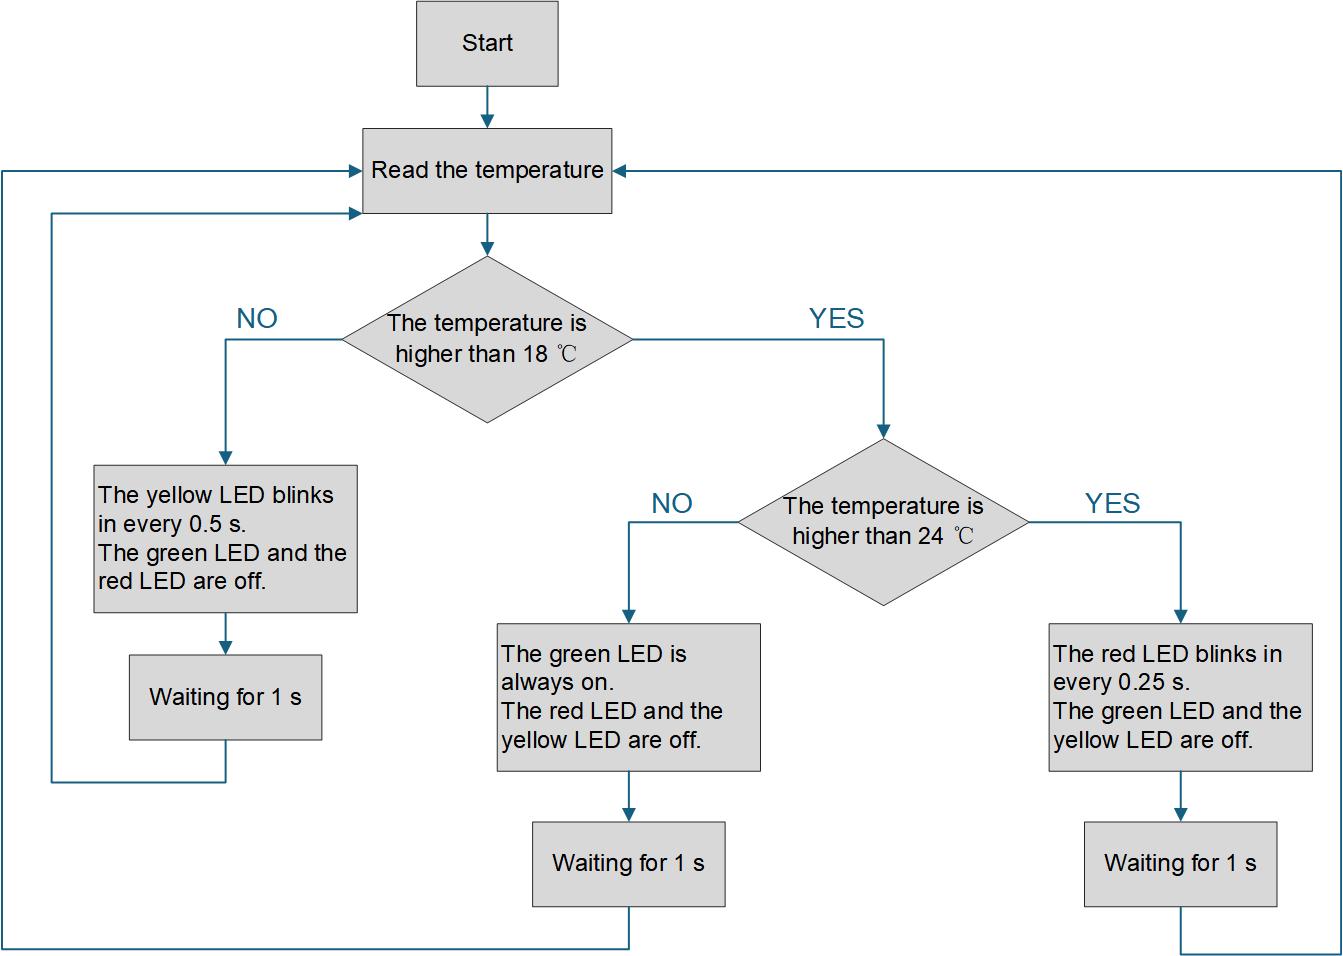 Start
Read the temperature
NO
YES
The temperature is
higher than 18 ℃
The yellow LED blinks
in every 0.5 s.
The green LED and the
red LED are off.
Waiting for 1 s
NO
YES
The temperature is
higher than 24 ℃
The green LED is
always on.
The red LED and the
yellow LED are off.
Waiting for 1 s
The red LED blinks in
every 0.25 s.
The green LED and the
yellow LED are off.
Waiting for 1 s